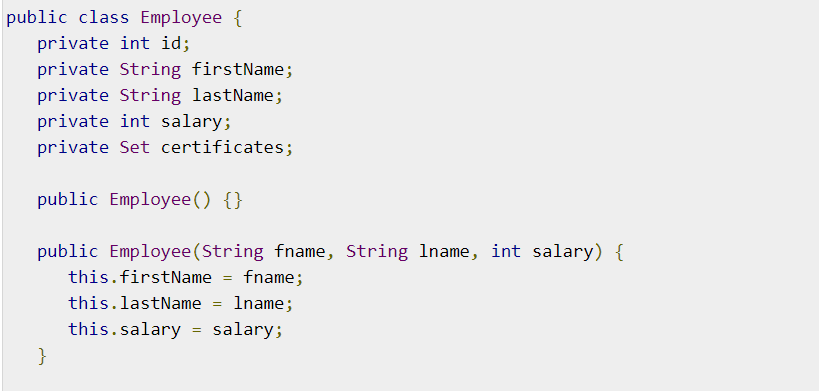 public class Employee {
   private int id;
   private String firstName;
   private String lastName;
   private int salary;
   private Set certificates;

   public Employee() {}

   public Employee(String fname, String lname, int salary) {
      this.firstName = fname;
      this.lastName = lname;
      this.salary = salary;
   }